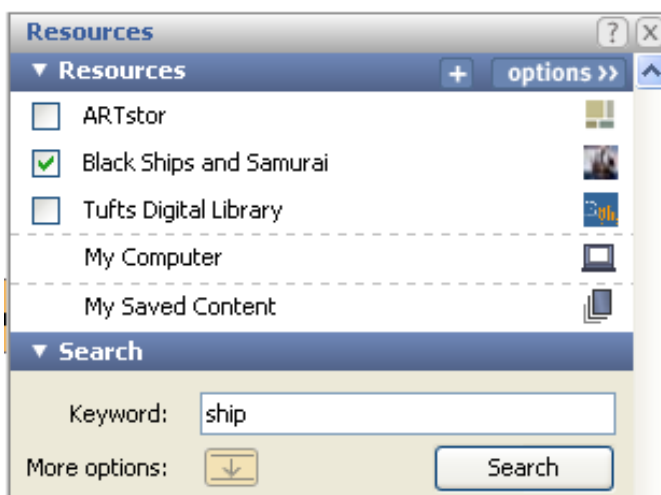 Resources
Resources + options >>
ARTstor
Black Ships and Samurai
Tufts Digital Library
My Computer
My Saved Content
Search
Keyword: ship
More options: Search